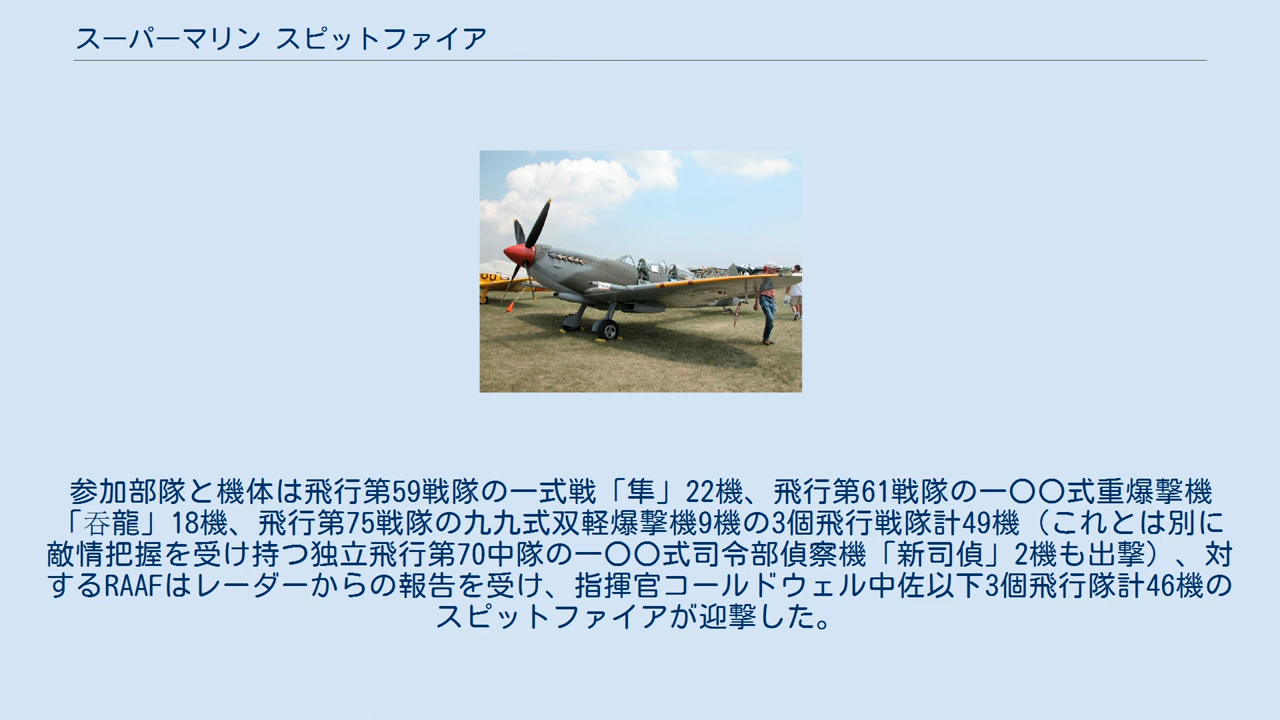 スーパーマリン スピットファイア
参加部隊と機体は飛行第59戦隊の一式戦「隼」22機、飛行第61戦隊の一〇〇式重爆撃機
「呑龍」18機、飛行第75戦隊の九九式双軽爆撃機9機の3個飛行戦隊計49機（これとは別に
敵情把握を受け持つ独立飛行第70中隊の一〇〇式司令部偵察機「新司偵」2機も出撃）、対
するRAAFはレーダーからの報告を受け、指揮官コールドウェル中佐以下3個飛行隊計46機の
スピットファイアが迎撃した。